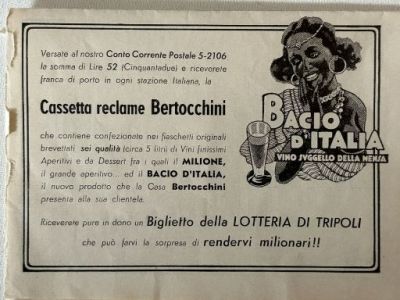 Versate al nostro Conto Corrente Postale 5-2106
la somma di Lire 52 (Cinquantadue) e riceverete
franca di porto in ogni stazione Italiana, la
Cassetta reclame Bertocchini
che contiene confezionate nei fiaschetti originali
brevettati sei qualità (circa 5 litri di Vini finissimi
Aperitivi e da Dessert fra i quali il MILIONE,
il grande aperitivo... ed il BACIO D'ITALIA,
il nuovo prodotto che la Casa Bertocchini
presenta alla sua clientela.
Riceverete pure in dono un Biglietto della LOTTERIA DI TRIPOLI
che può farvi la sorpresa di rendervi milionari!!
BACIO
D'ITALIA
VINO SVGGELLO DELLA MENSA